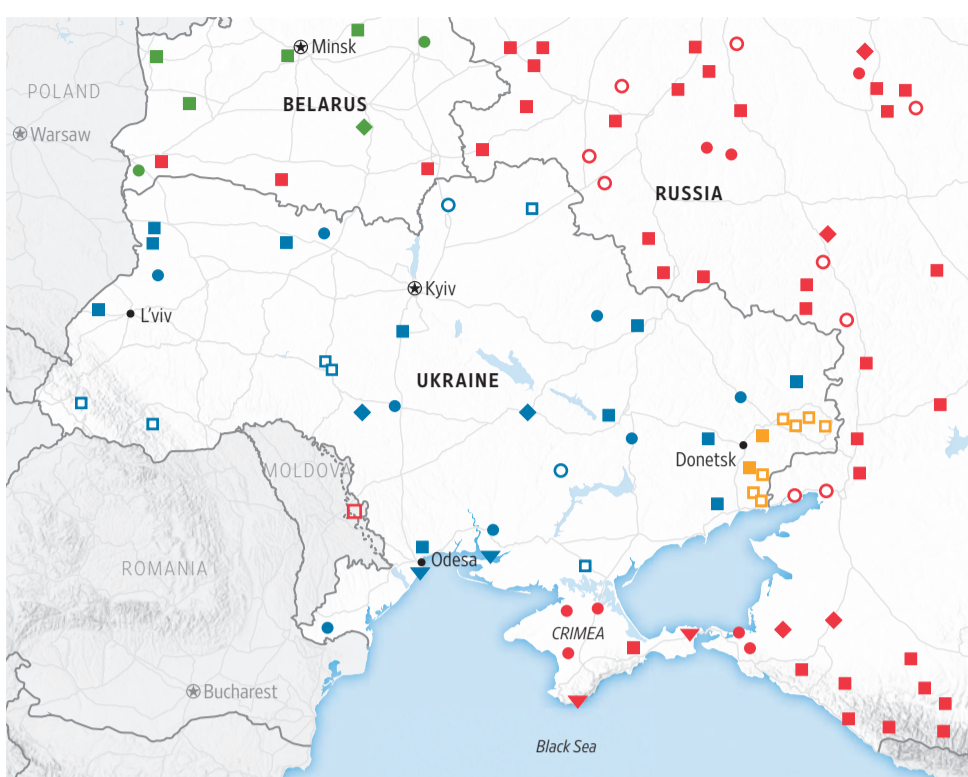 Minsk
POLAND
BELARUS
Warsaw
RUSSIA
Kyiv
L'viv
UKRAINE
Donetsk
MOLDOVA
Odesa
ROMANIA
CRIMEA
Bucharest
Black Sea